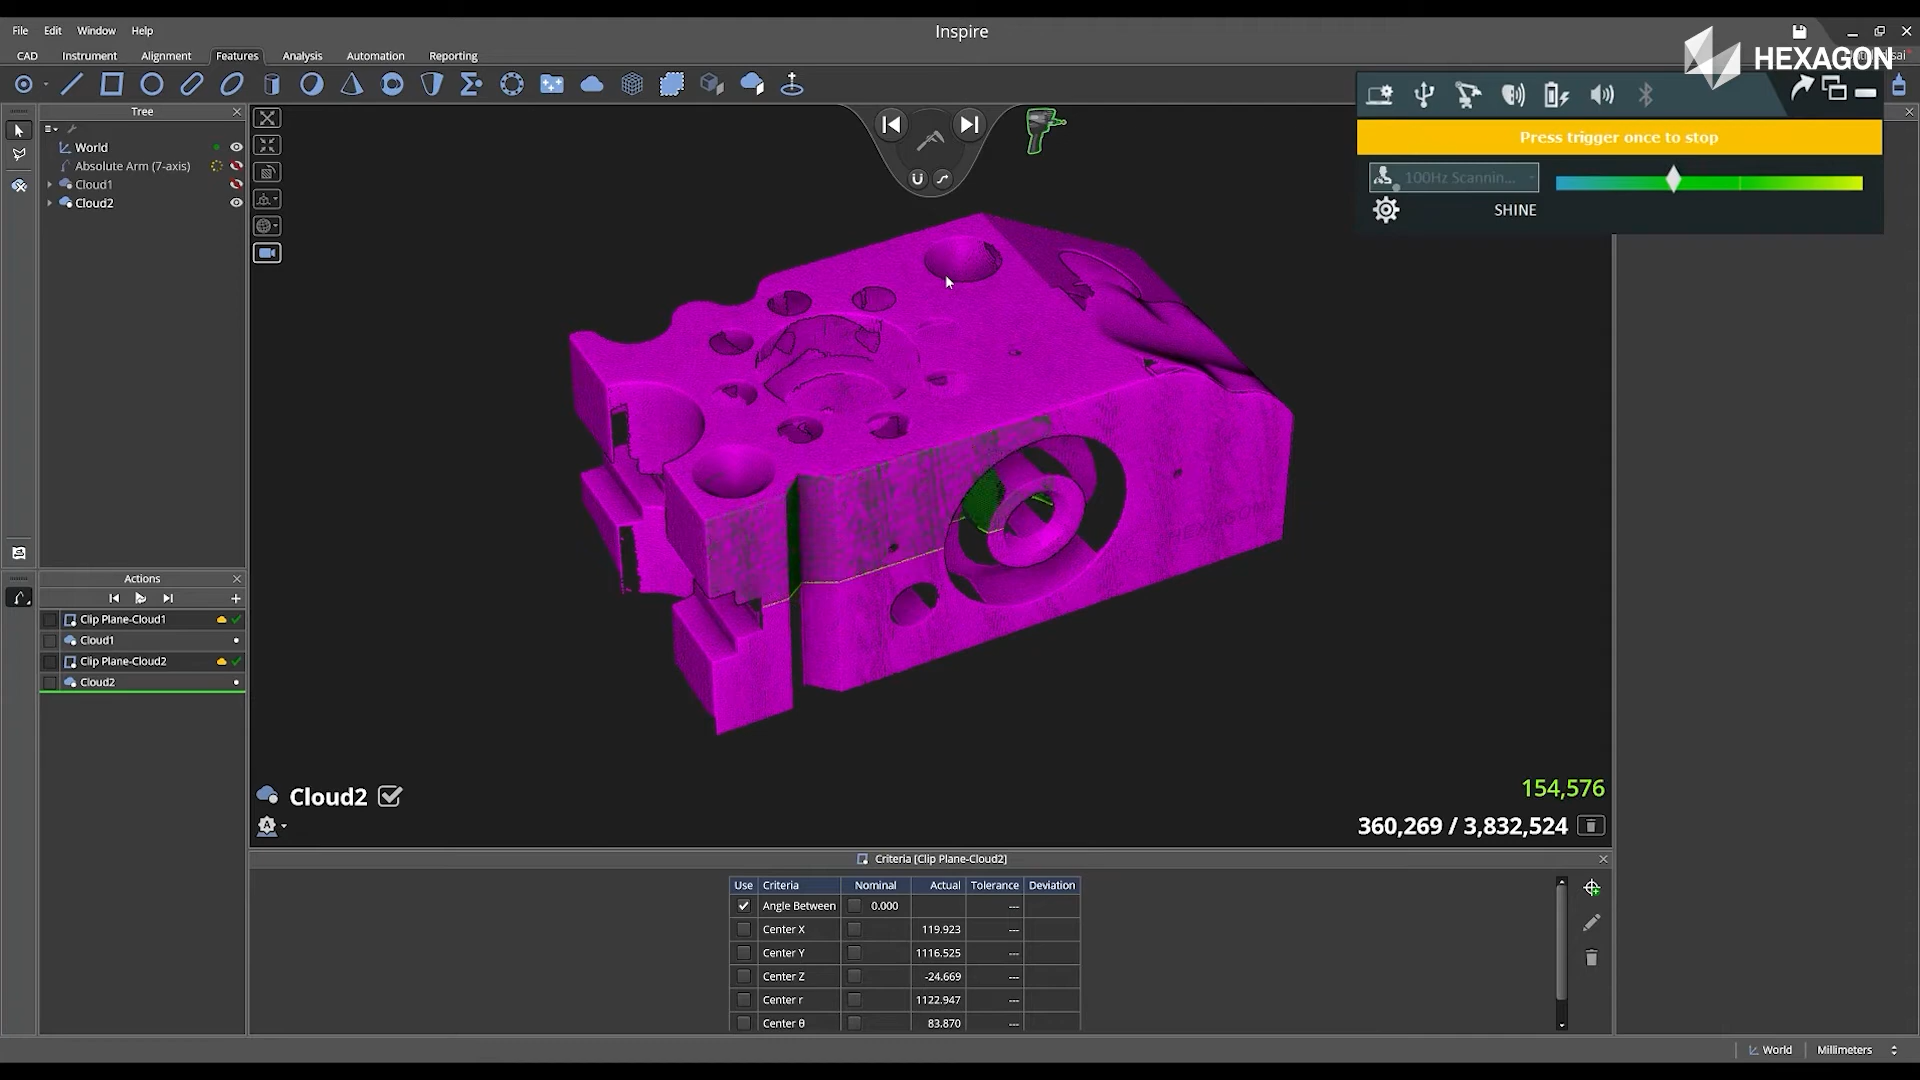 File Edit Window Help
Inspire
HEXAGON
CAD Instrument Alignment Features Analysis Automation Reporting
Tree
World
Absolute Arm (7-axis)
Cloud1
Cloud2
Press trigger once to stop
100Hz Scannin...
SHINE
HEXAGON
Actions
Clip Plane-Cloud1
Cloud1
Clip Plane-Cloud2
Cloud2
Cloud2
A
154,576
360,269 / 3,832,524
Criteria [Clip Plane-Cloud2]
Use Criteria Nominal Actual Tolerance Deviation
Angle Between 0.000 ---
Center X 119.923 ---
Center Y 1116.525 ---
Center Z -24.669 ---
Center r 1122.947 ---
Center θ 83.870 ---
World Millimeters